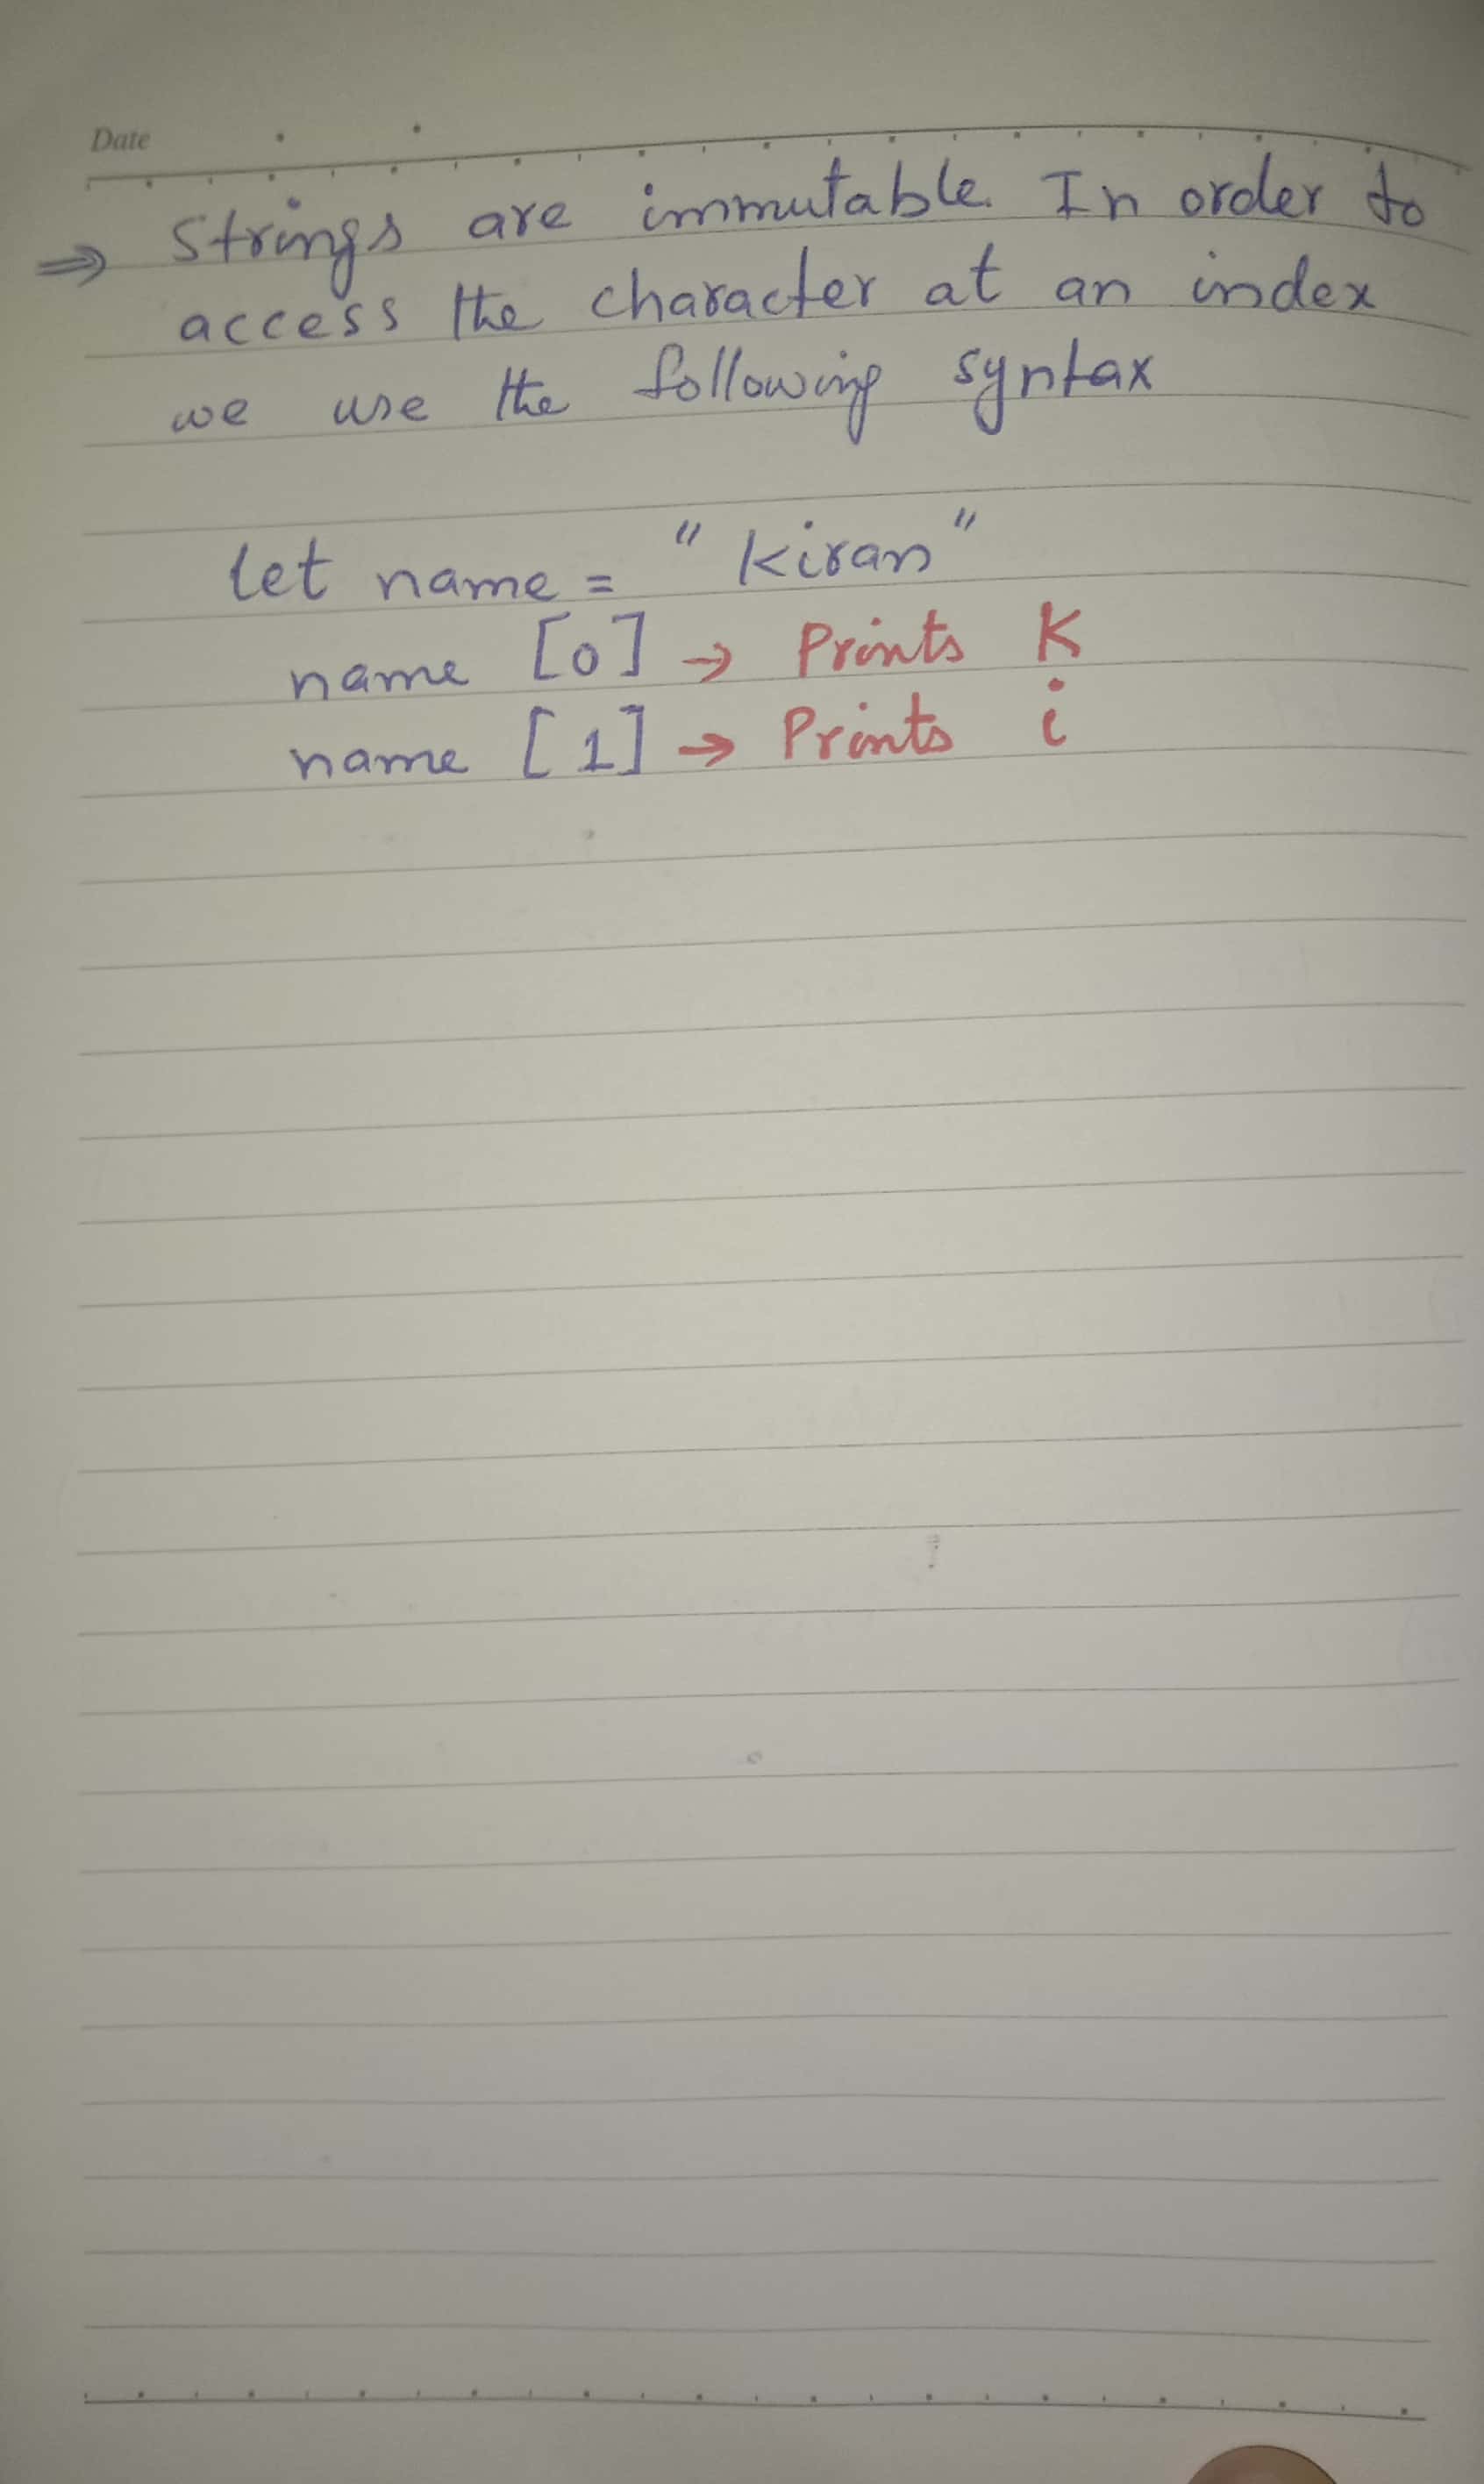 Date
⇒ Strings are immutable. In order to
access the character at an index
we use the following syntax
let name = "Kiran"
name [0] → Prints K
name [1] → Prints i